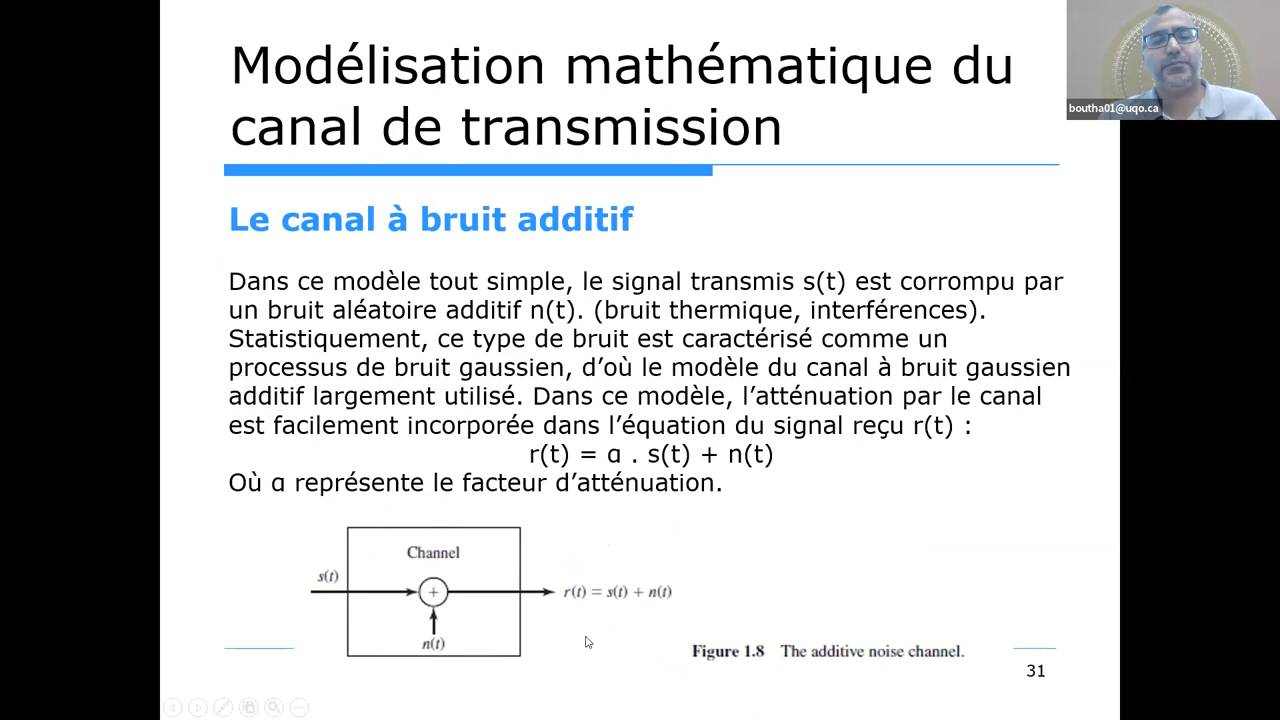 Modélisation mathématique du
canal de transmission
boutha01@uqo.ca
Le canal à bruit additif
Dans ce modèle tout simple, le signal transmis s(t) est corrompu par
un bruit aléatoire additif n(t). (bruit thermique, interférences).
Statistiquement, ce type de bruit est caractérisé comme un
processus de bruit gaussien, d’où le modèle du canal à bruit gaussien
additif largement utilisé. Dans ce modèle, l’atténuation par le canal
est facilement incorporée dans l’équation du signal reçu r(t) :
r(t) = ɑ . s(t) + n(t)
Où ɑ représente le facteur d’atténuation.
Channel
s(t)
+
r(t) = s(t) + n(t)
n(t)
Figure 1.8 The additive noise channel.
31